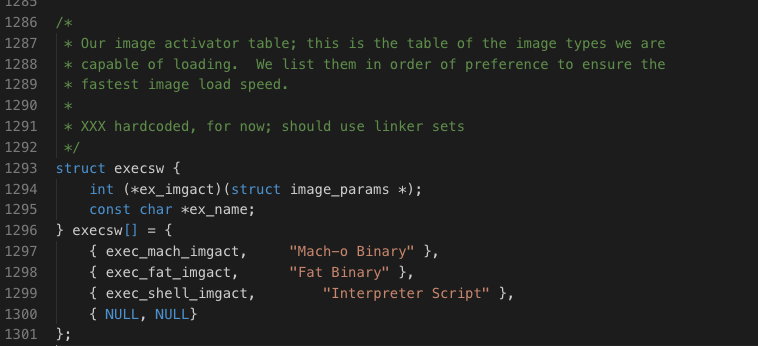 1285
1286 /*
1287  * Our image activator table; this is the table of the image types we are
1288  * capable of loading.  We list them in order of preference to ensure the
1289  * fastest image load speed.
1290  *
1291  * XXX hardcoded, for now; should use linker sets
1292  */
1293 struct execsw {
1294     int (*ex_imgact)(struct image_params *);
1295     const char *ex_name;
1296 } execsw[] = {
1297     { exec_mach_imgact,     "Mach-o Binary" },
1298     { exec_fat_imgact,      "Fat Binary" },
1299     { exec_shell_imgact,        "Interpreter Script" },
1300     { NULL, NULL}
1301 };